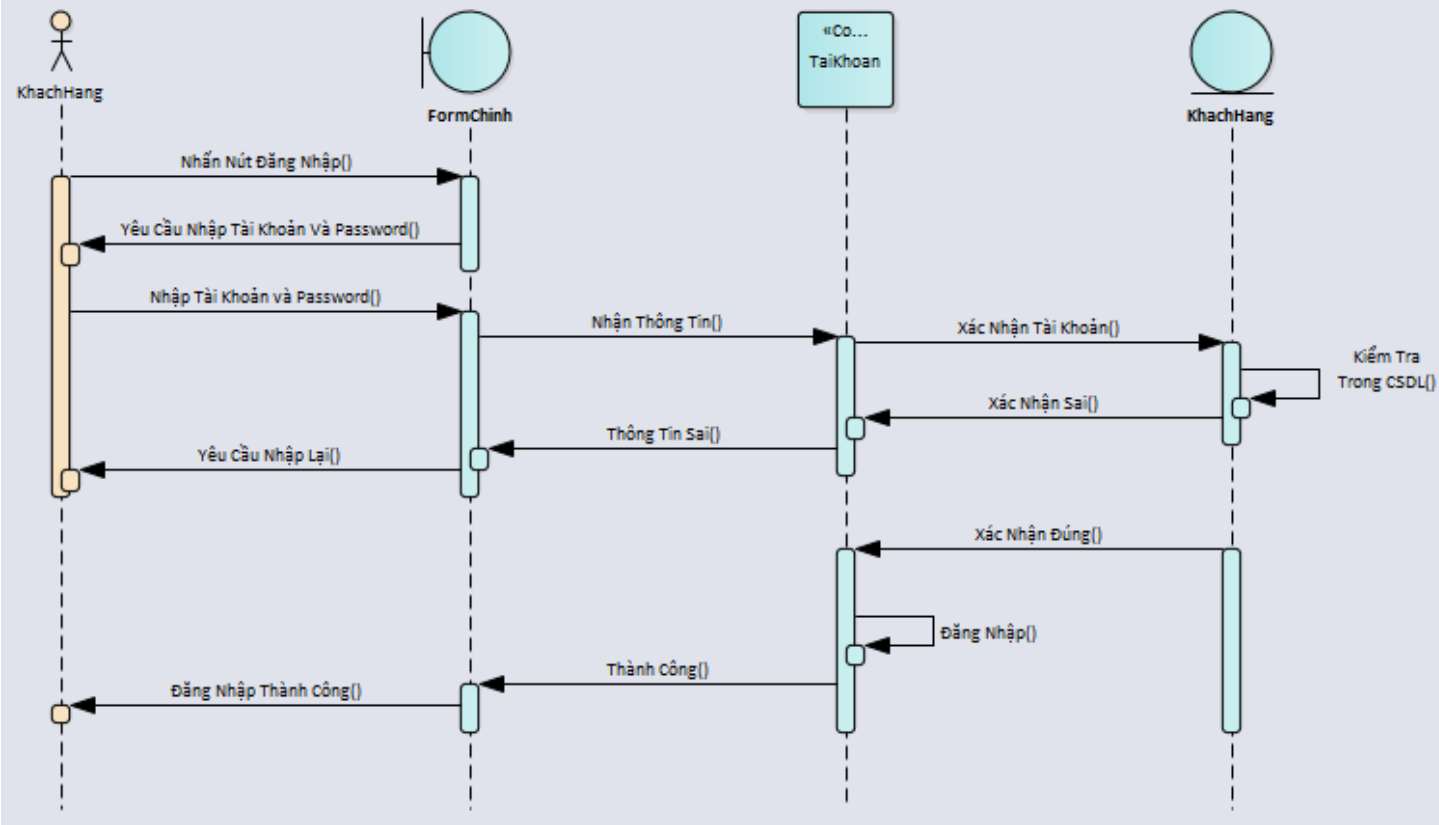 «Co...
TaiKhoan
KhachHang
FormChinh
KhachHang
Nhấn Nút Đăng Nhập()
Yêu Cầu Nhập Tài Khoản Và Password()
Nhập Tài Khoản và Password()
Nhận Thông Tin()
Xác Nhận Tài Khoản()
Kiểm Tra
Trong CSDL()
Xác Nhận Sai()
Thông Tin Sai()
Yêu Cầu Nhập Lại()
Xác Nhận Đúng()
Đăng Nhập()
Thành Công()
Đăng Nhập Thành Công()